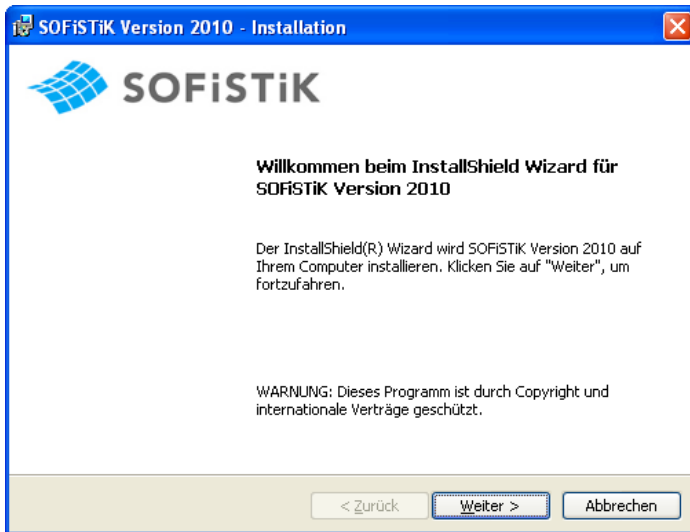 SOFiSTiK Version 2010 - Installation
SOFiSTiK
Willkommen beim InstallShield Wizard für
SOFiSTiK Version 2010
Der InstallShield(R) Wizard wird SOFiSTiK Version 2010 auf
Ihrem Computer installieren. Klicken Sie auf "Weiter", um
fortzufahren.
WARNUNG: Dieses Programm ist durch Copyright und
internationale Verträge geschützt.
< Zurück Weiter > Abbrechen